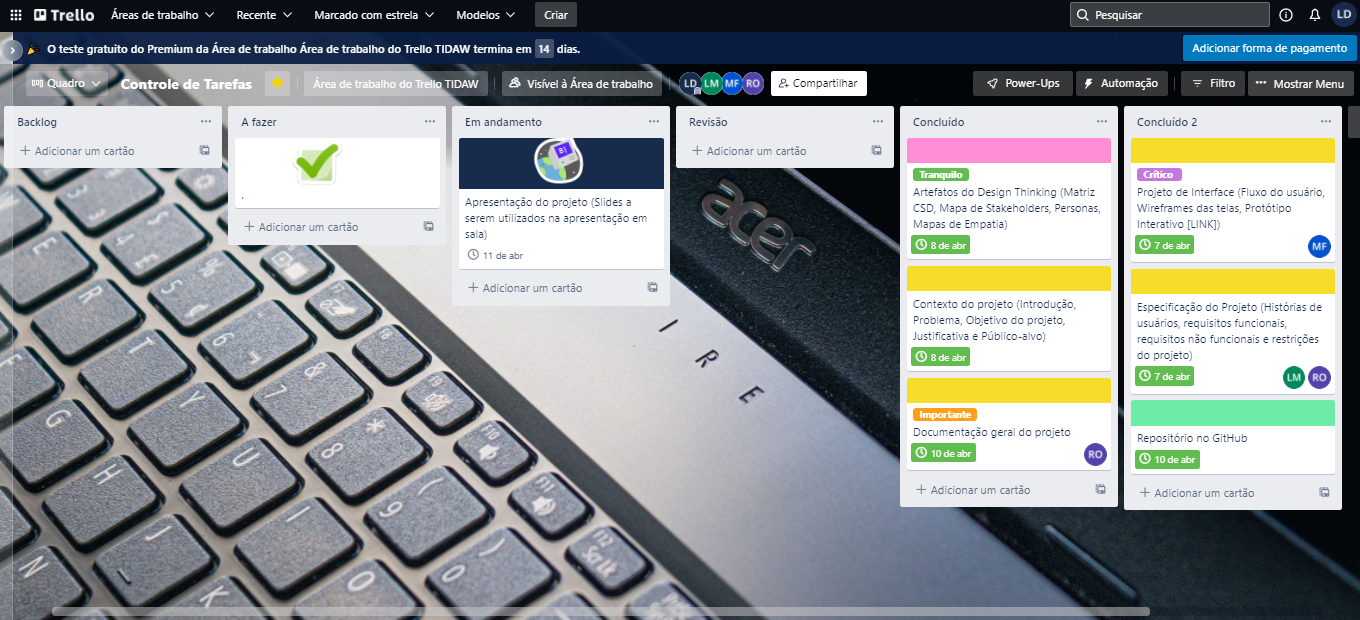 Trello
Áreas de trabalho
Recente
Marcado com estrela
Modelos
Criar
Pesquisar
LD
O teste gratuito do Premium da Área de trabalho Área de trabalho do Trello TIDAW termina em 14 dias.
Adicionar forma de pagamento
Quadro
Controle de Tarefas
Área de trabalho do Trello TIDAW
Visível à Área de trabalho
LD LM MF RO
Compartilhar
Power-Ups
Automação
Filtro
Mostrar Menu
Backlog
+ Adicionar um cartão
A fazer
.
+ Adicionar um cartão
Em andamento
Apresentação do projeto (Slides a
serem utilizados na apresentação em
sala)
11 de abr
+ Adicionar um cartão
Revisão
+ Adicionar um cartão
Concluído
Tranquilo
Artefatos do Design Thinking (Matriz
CSD, Mapa de Stakeholders, Personas,
Mapas de Empatia)
8 de abr
Contexto do projeto (Introdução,
Problema, Objetivo do projeto,
Justificativa e Público-alvo)
8 de abr
Importante
Documentação geral do projeto
10 de abr
RO
+ Adicionar um cartão
Concluído 2
Crítico
Projeto de Interface (Fluxo do usuário,
Wireframes das telas, Protótipo
Interativo [LINK])
7 de abr
MF
Especificação do Projeto (Histórias de
usuários, requisitos funcionais,
requisitos não funcionais e restrições
do projeto)
7 de abr
LM RO
Repositório no GitHub
10 de abr
+ Adicionar um cartão
acer
I R E
R
T
Y
G
H
U
J
I
N
K
O
F9
F10
F11
F12
Scr Lk